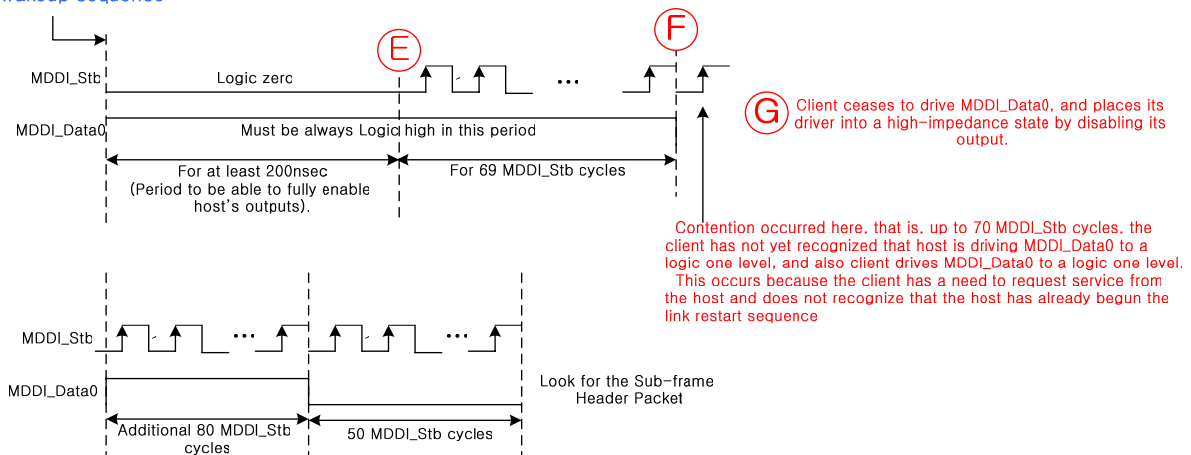 Wakeup sequence
E
F
MDDI_Stb
Logic zero
...
G
Client ceases to drive MDDI_Data0, and places its
driver into a high-impedance state by disabling its
output.
MDDI_Data0
Must be always Logic high in this period
For at least 200nsec
(Period to be able to fully enable
host's outputs).
For 69 MDDI_Stb cycles
Contention occurred here, that is, up to 70 MDDI_Stb cycles, the
client has not yet recognized that host is driving MDDI_Data0 to a
logic one level, and also client drives MDDI_Data0 to a logic one level.
This occurs because the client has a need to request service from
the host and does not recognize that the host has already begun the
link restart sequence
MDDI_Stb
...
...
MDDI_Data0
Look for the Sub-frame
Header Packet
Additional 80 MDDI_Stb
cycles
50 MDDI_Stb cycles